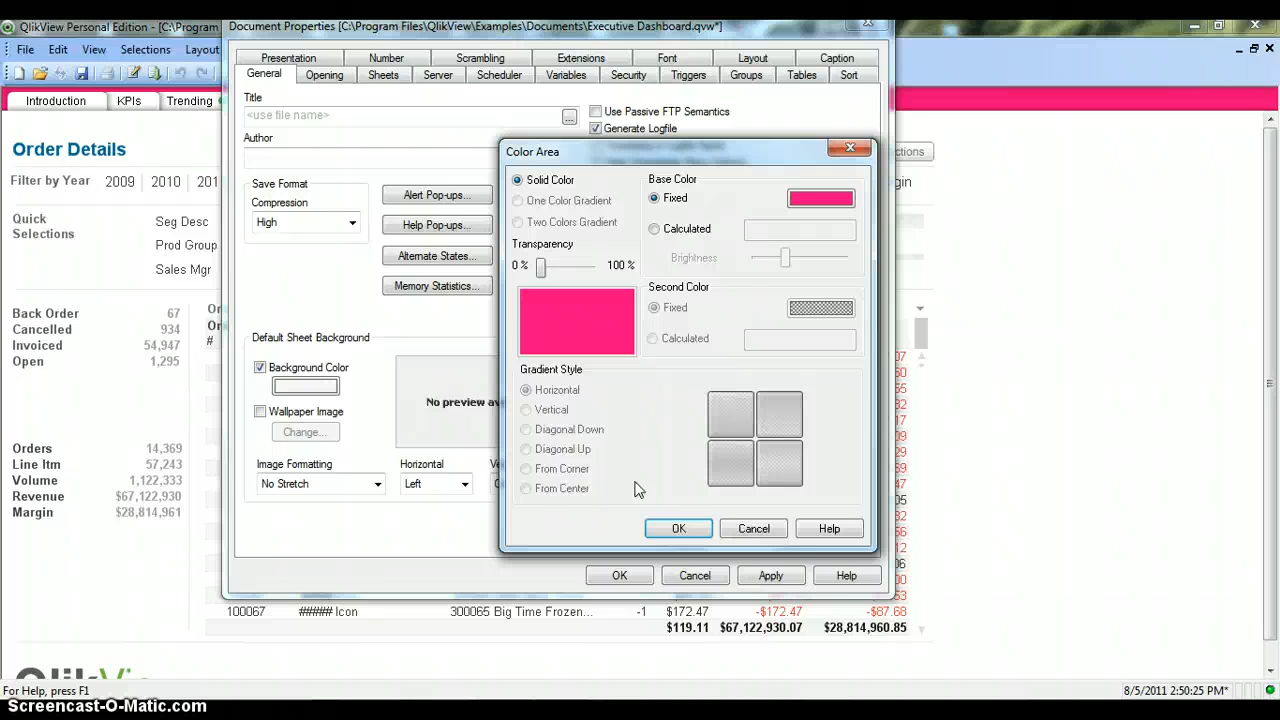 QlikView Personal Edition - [C:\Program
Document Properties [C:\Program Files\QlikView\Examples\Documents\Executive Dashboard.qvw*]
File Edit View Selections Layout
Presentation Number Scrambling Extensions Font Layout Caption
General Opening Sheets Server Scheduler Variables Security Triggers Groups Tables Sort
Introduction KPIs Trending
Title
<use file name> ...
Use Passive FTP Semantics
Generate Logfile
Author
Order Details
Filter by Year 2009 2010 201
Quick
Selections
Seg Desc
Prod Group
Sales Mgr
Save Format
Compression
High
Alert Pop-ups...
Help Pop-ups...
Alternate States...
Memory Statistics...
Color Area
Solid Color
One Color Gradient
Two Colors Gradient
Transparency
0 % 100 %
Base Color
Fixed
Calculated
Brightness
Second Color
Fixed
Calculated
Gradient Style
Horizontal
Vertical
Diagonal Down
Diagonal Up
From Corner
From Center
OK Cancel Help
Back Order 67
Cancelled 934
Invoiced 54,947
Open 1,295
Default Sheet Background
Background Color
Wallpaper Image
Change...
No preview av
Image Formatting
No Stretch
Horizontal
Left
Orders 14,369
Line Itm 57,243
Volume 1,122,333
Revenue $67,122,930
Margin $28,814,961
OK Cancel Apply Help
100067 ##### Icon 300065 Big Time Frozen... -1 $172.47 -$172.47 -$87.68
$119.11 $67,122,930.07 $28,814,960.85
For Help, press F1
8/5/2011 2:50:25 PM*
Screencast-O-Matic.com